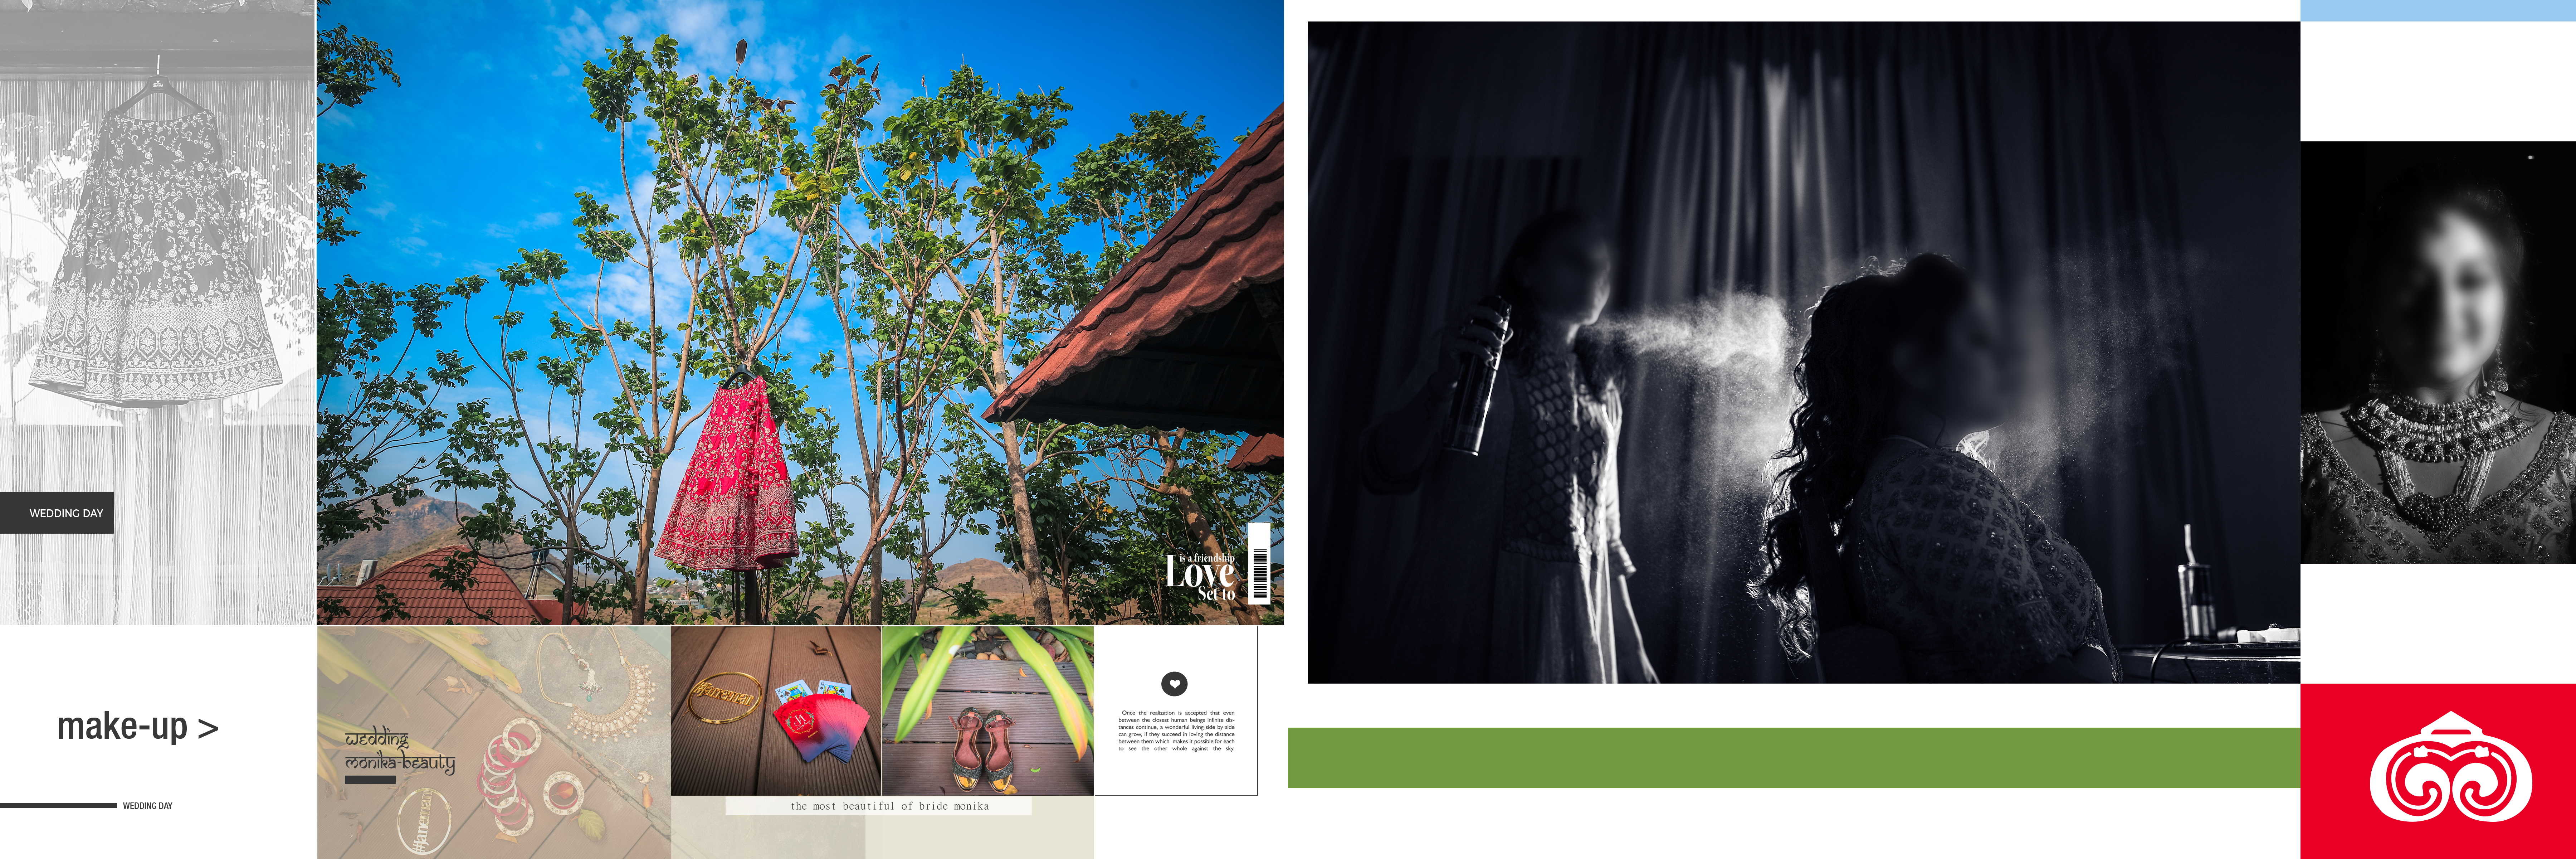 WEDDING DAY
is a friendship
Love
Set to
make-up >
WEDDING DAY
wedding
monika-beauty
the most beautiful of bride monika
Once the realization is accepted that even
between the closest human beings infinite dis-
tances continue, a wonderful living side by side
can grow, if they succeed in loving the distance
between them which makes it possible for each
to see the other whole against the sky.